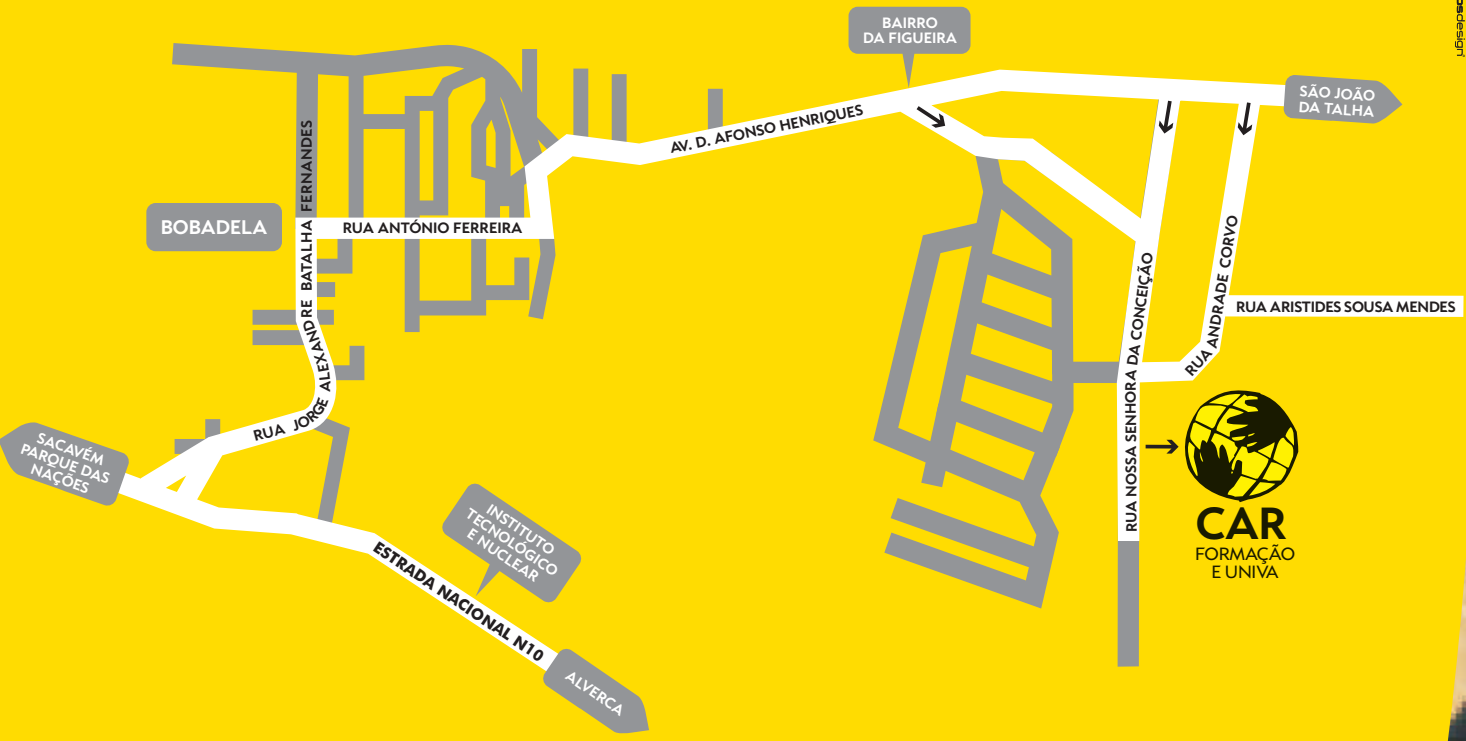 BAIRRO
DA FIGUEIRA
SÃO JOÃO
DA TALHA
AV. D. AFONSO HENRIQUES
BOBADELA
RUA ANTÓNIO FERREIRA
RUA JORGE ALEXANDRE BATALHA FERNANDES
RUA NOSSA SENHORA DA CONCEIÇÃO
RUA ANDRADE CORVO
RUA ARISTIDES SOUSA MENDES
SACAVÉM
PARQUE DAS
NAÇÕES
INSTITUTO
TECNOLÓGICO
E NUCLEAR
ESTRADA NACIONAL N10
ALVERCA
CAR
FORMAÇÃO
E UNIVA